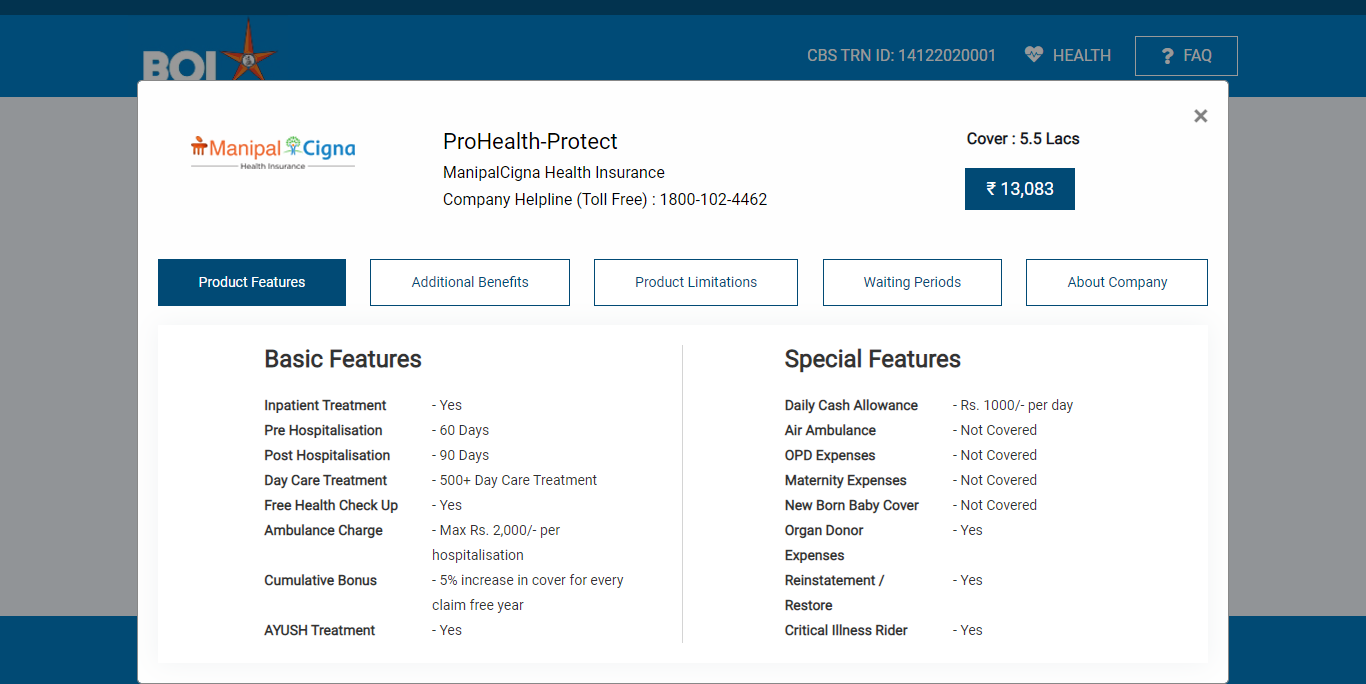 BOI
CBS TRN ID: 14122020001
HEALTH
? FAQ
×
ManipalCigna
Health Insurance
ProHealth-Protect
ManipalCigna Health Insurance
Company Helpline (Toll Free) : 1800-102-4462
Cover : 5.5 Lacs
₹ 13,083
Product Features
Additional Benefits
Product Limitations
Waiting Periods
About Company
Basic Features
Inpatient Treatment - Yes
Pre Hospitalisation - 60 Days
Post Hospitalisation - 90 Days
Day Care Treatment - 500+ Day Care Treatment
Free Health Check Up - Yes
Ambulance Charge - Max Rs. 2,000/- per
hospitalisation
Cumulative Bonus - 5% increase in cover for every
claim free year
AYUSH Treatment - Yes
Special Features
Daily Cash Allowance - Rs. 1000/- per day
Air Ambulance - Not Covered
OPD Expenses - Not Covered
Maternity Expenses - Not Covered
New Born Baby Cover - Not Covered
Organ Donor - Yes
Expenses
Reinstatement / - Yes
Restore
Critical Illness Rider - Yes